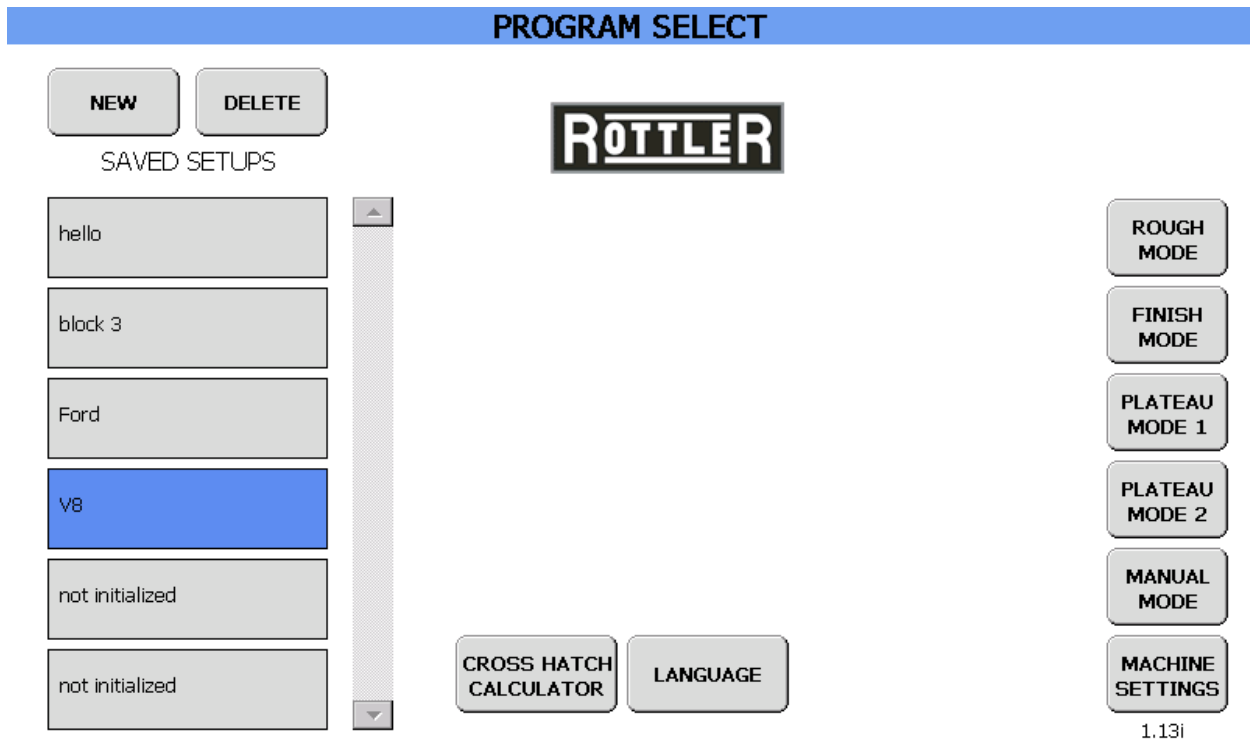 PROGRAM SELECT
NEW
DELETE
SAVED SETUPS
ROTTLER
hello
block 3
Ford
V8
not initialized
not initialized
CROSS HATCH
CALCULATOR
LANGUAGE
ROUGH
MODE
FINISH
MODE
PLATEAU
MODE 1
PLATEAU
MODE 2
MANUAL
MODE
MACHINE
SETTINGS
1.13i